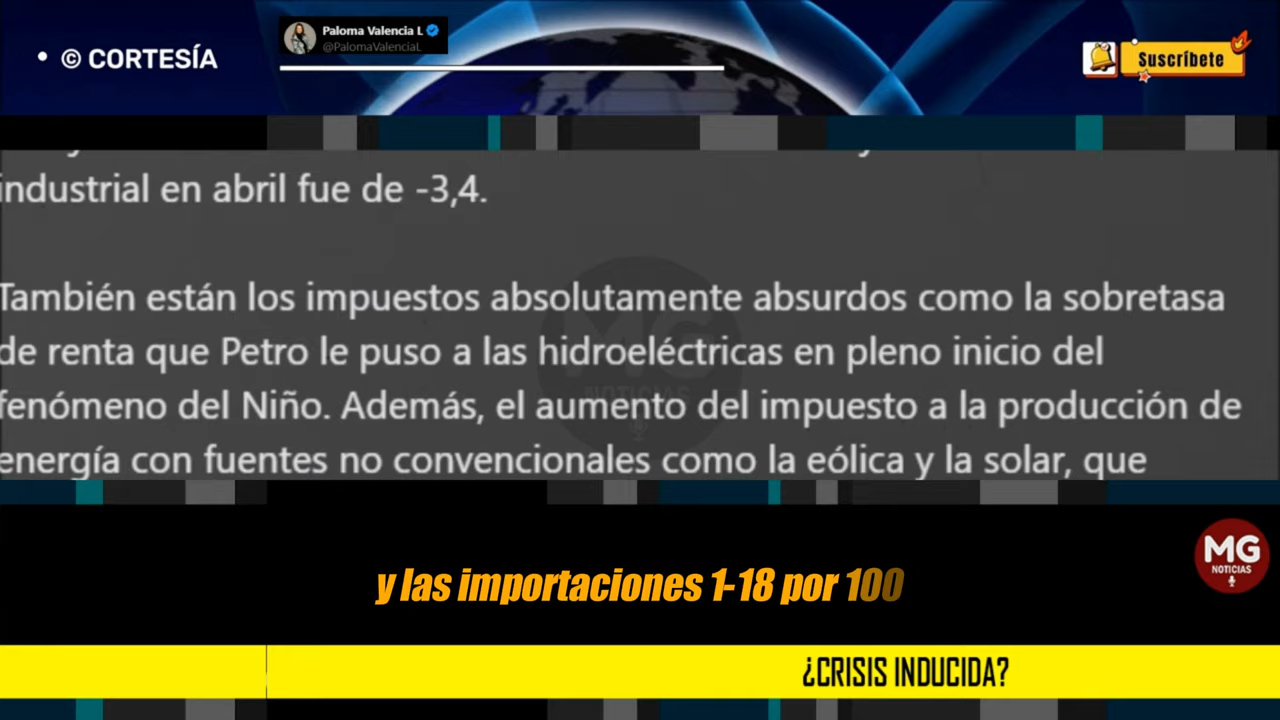 • © CORTESÍA
Paloma Valencia L
@PalomaValenciaL
Suscríbete
industrial en abril fue de -3,4.
También están los impuestos absolutamente absurdos como la sobretasa
de renta que Petro le puso a las hidroeléctricas en pleno inicio del
fenómeno del Niño. Además, el aumento del impuesto a la producción de
energía con fuentes no convencionales como la eólica y la solar, que
MG
NOTICIAS
y las importaciones 1-18 por 100
MG
NOTICIAS
¿CRISIS INDUCIDA?